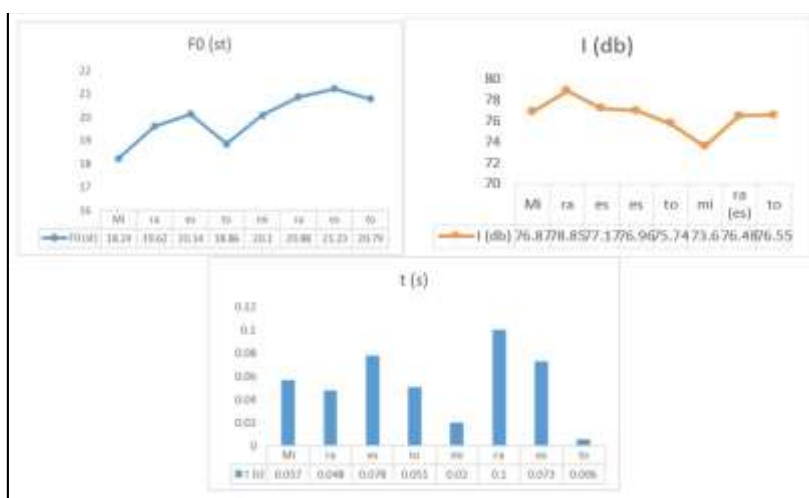 F0 (st)
22
21
20
19
18
17
16
Mi ra es to mi ra es to
F0 (st) 18.24 19.62 20.14 18.86 20.1 20.88 21.23 20.79
I (db)
80
78
76
74
72
70
Mi ra es es to mi ra (es) to
I (db) 76.87 78.85 77.17 76.96 75.74 73.6 76.48 76.55
t (s)
0.12
0.1
0.08
0.06
0.04
0.02
0
Mi ra es to mi ra es to
t (s) 0.057 0.048 0.078 0.051 0.02 0.1 0.073 0.006